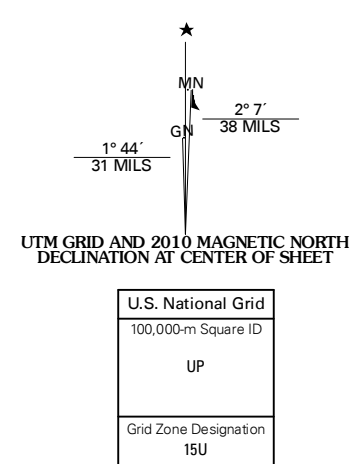 MN
GN
2° 7´
38 MILS
1° 44´
31 MILS
UTM GRID AND 2010 MAGNETIC NORTH
DECLINATION AT CENTER OF SHEET
U.S. National Grid
100,000-m Square ID
UP
Grid Zone Designation
15U